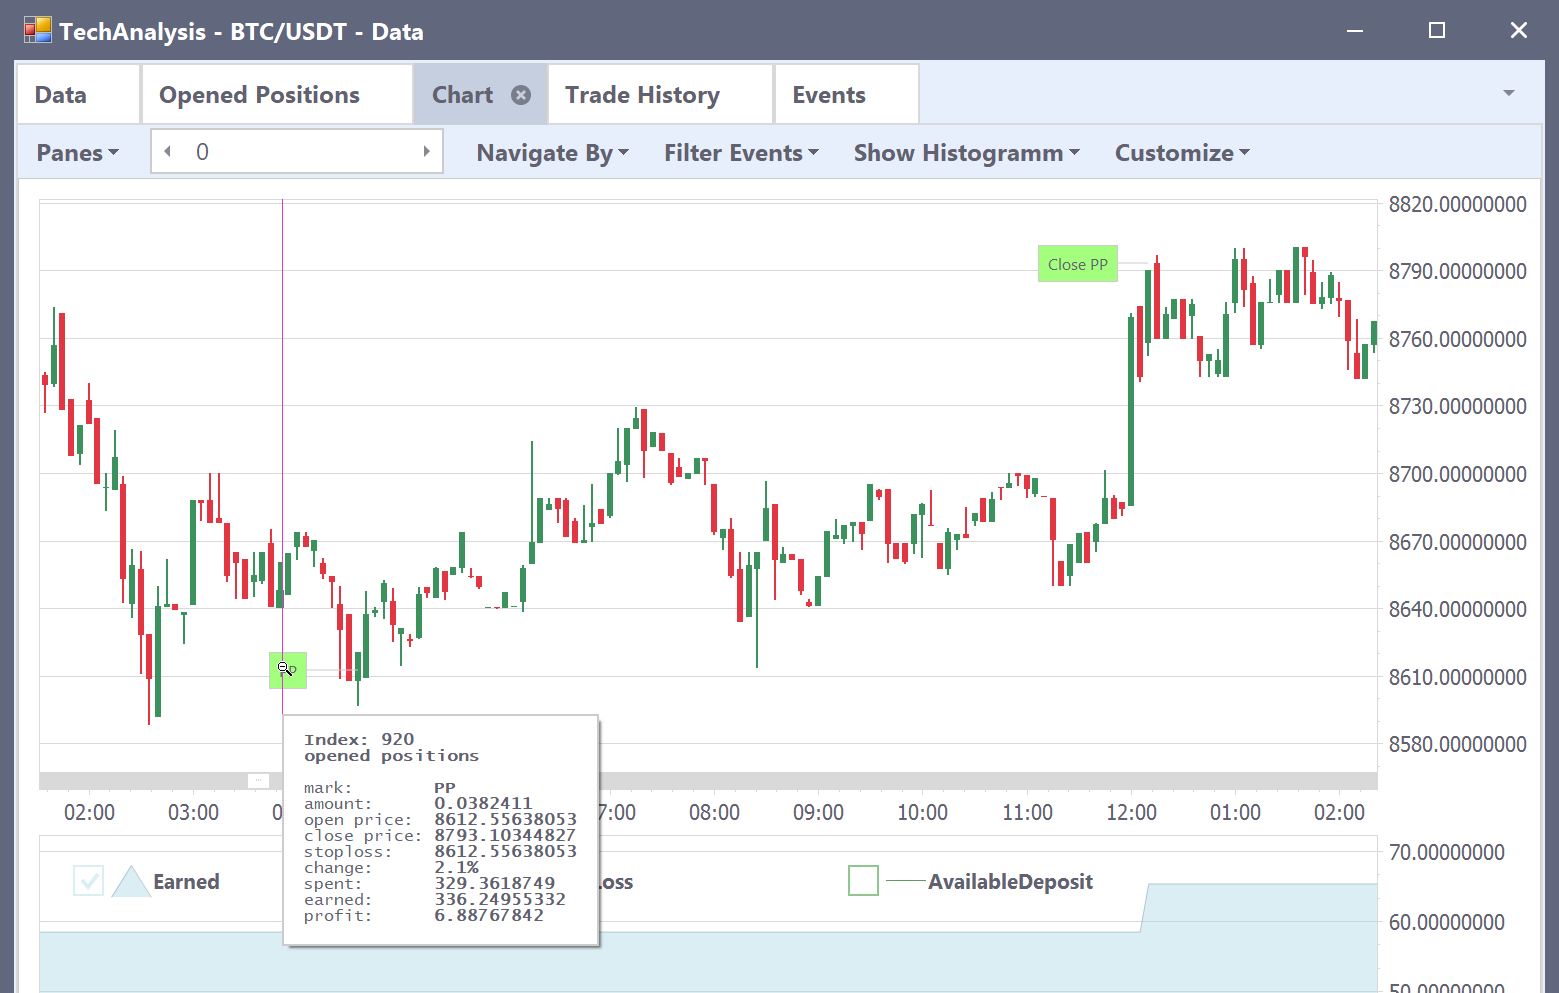 TechAnalysis - BTC/USDT - Data
Data
Opened Positions
Chart
Trade History
Events
Panes
0
Navigate By
Filter Events
Show Histogramm
Customize
8820.00000000
8790.00000000
8760.00000000
8730.00000000
8700.00000000
8670.00000000
8640.00000000
8610.00000000
8580.00000000
Close PP
Index: 920
opened positions
mark: PP
amount: 0.0382411
open price: 8612.55638053
close price: 8793.10344827
stoploss: 8612.55638053
change: 2.1%
spent: 329.3618749
earned: 336.24955332
profit: 6.88767842
02:00
03:00
08:00
09:00
10:00
11:00
12:00
01:00
02:00
Earned
AvailableDeposit
70.00000000
60.00000000
50.00000000